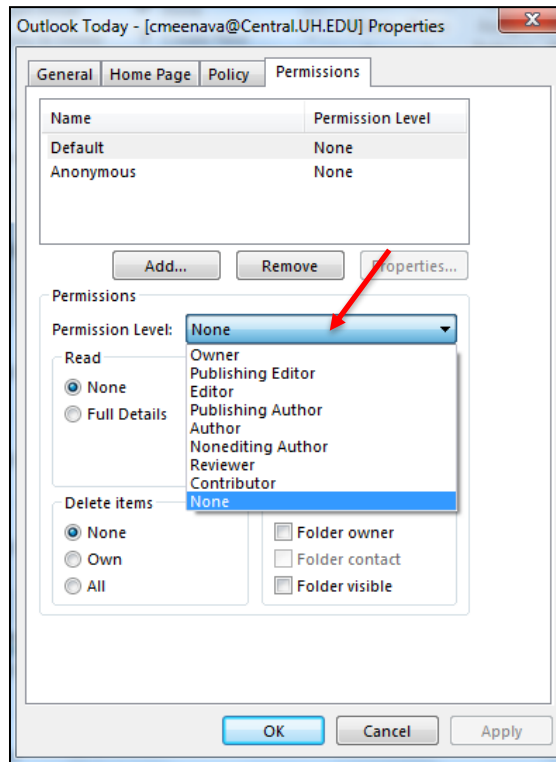 Outlook Today - [cmeenava@Central.UH.EDU] Properties
General Home Page Policy Permissions
Name Permission Level
Default None
Anonymous None
Add... Remove Properties...
Permissions
Permission Level: None
Owner
Publishing Editor
Editor
Publishing Author
Author
Nonediting Author
Reviewer
Contributor
None
Read
None
Full Details
Delete items
None
Own
All
Folder owner
Folder contact
Folder visible
OK Cancel Apply